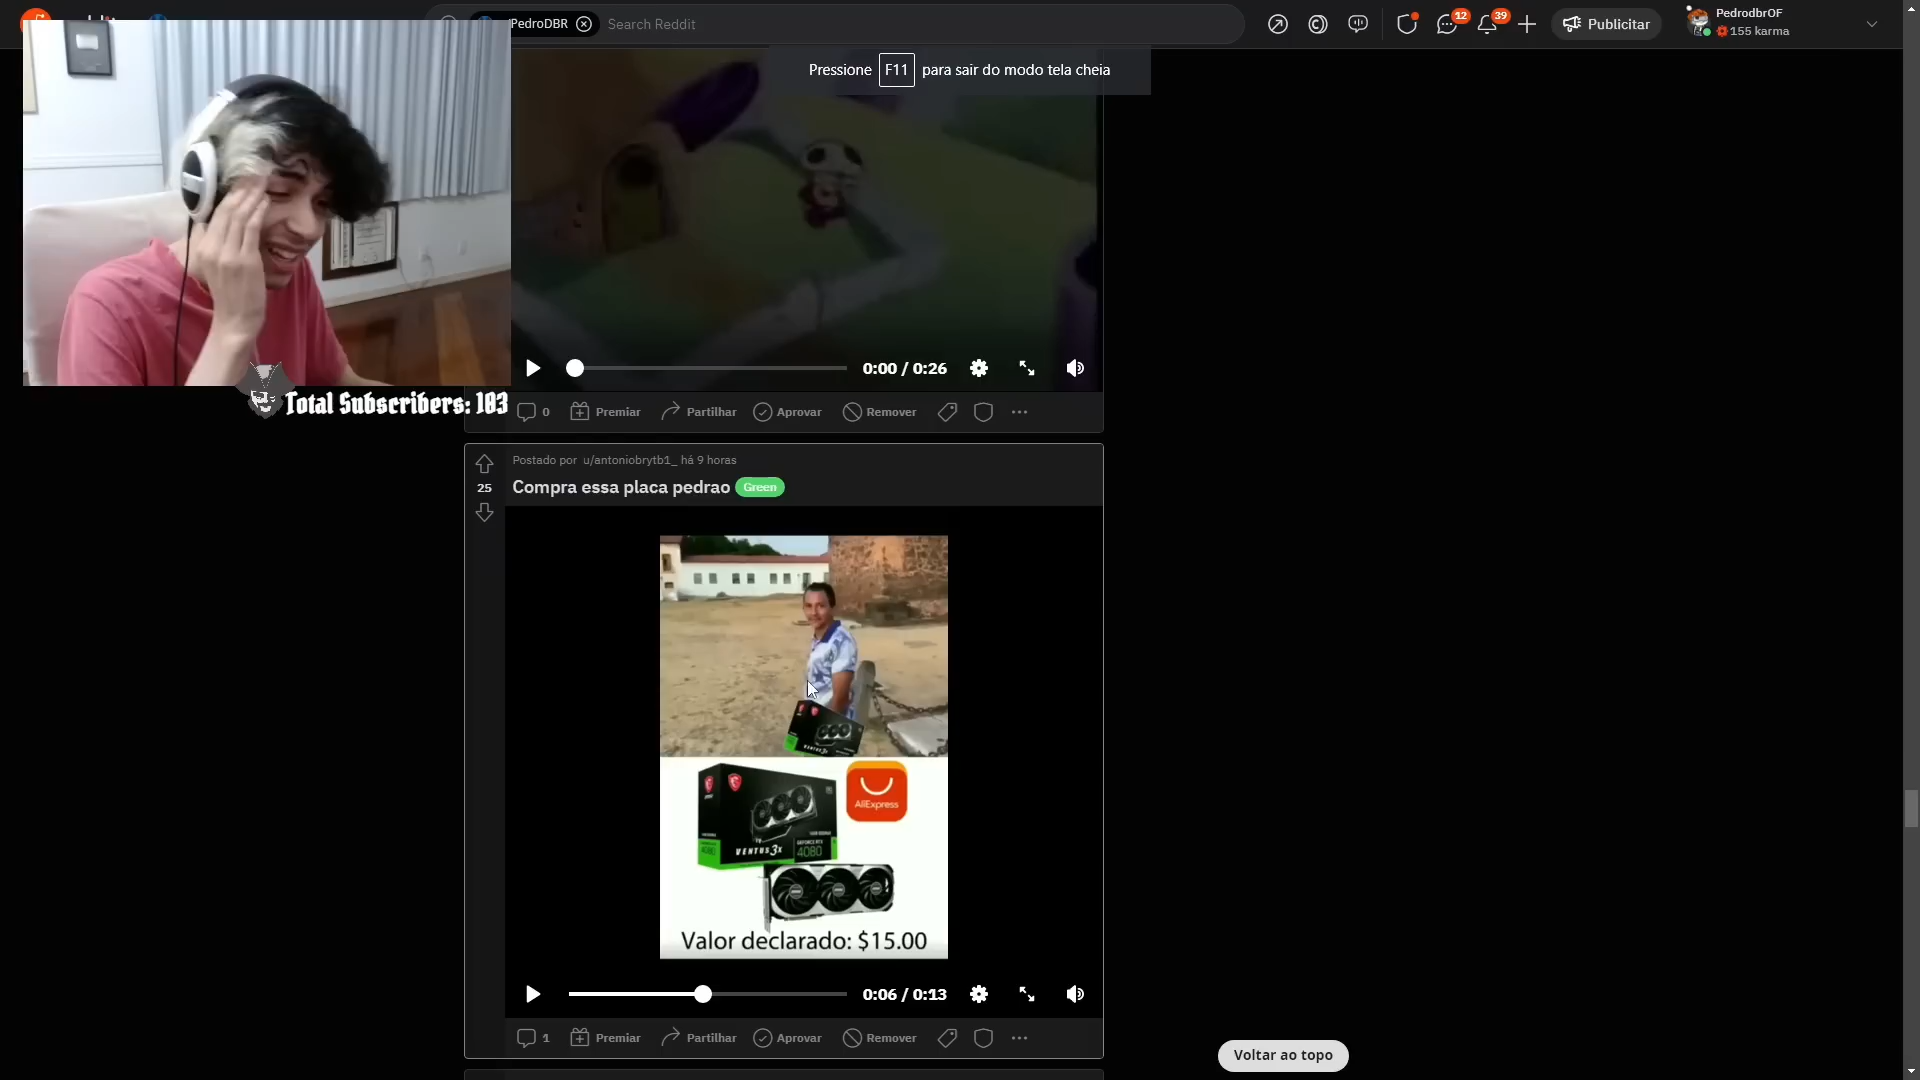 PedroDBR
Search Reddit
12
39
Publicitar
PedrodbrOF
155 karma
Pressione F11 para sair do modo tela cheia
0:00 / 0:26
Total Subscribers: 183
0
Premiar
Partilhar
Aprovar
Remover
Postado por u/antoniobrytb1_ há 9 horas
25
Compra essa placa pedrao
Green
AliExpress
VENTUS 3X
GEFORCE RTX
4080
Valor declarado: $15.00
0:06 / 0:13
1
Premiar
Partilhar
Aprovar
Remover
Voltar ao topo